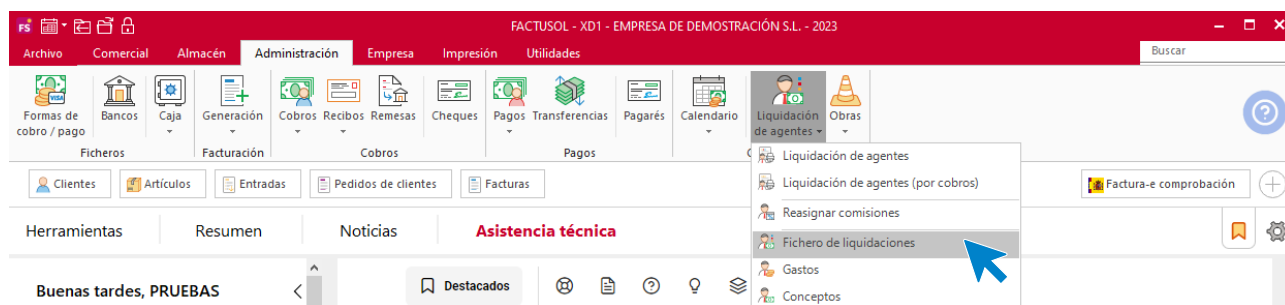 FS
FACTUSOL - XD1 - EMPRESA DE DEMOSTRACIÓN S.L. - 2023
Archivo Comercial Almacén Administración Empresa Impresión Utilidades Buscar
Formas de cobro / pago
Bancos
Caja
Generación
Cobros
Recibos
Remesas
Cheques
Pagos
Transferencias
Pagarés
Calendario
Liquidación de agentes
Obras
Ficheros Facturación Cobros Pagos
Clientes Artículos Entradas Pedidos de clientes Facturas Factura-e comprobación
Liquidación de agentes
Liquidación de agentes (por cobros)
Reasignar comisiones
Fichero de liquidaciones
Gastos
Conceptos
Herramientas Resumen Noticias Asistencia técnica
Buenas tardes, PRUEBAS
Destacados